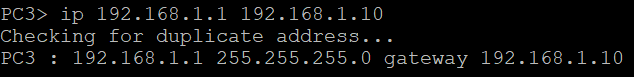 PC3> ip 192.168.1.1 192.168.1.10
Checking for duplicate address...
PC3 : 192.168.1.1 255.255.255.0 gateway 192.168.1.10